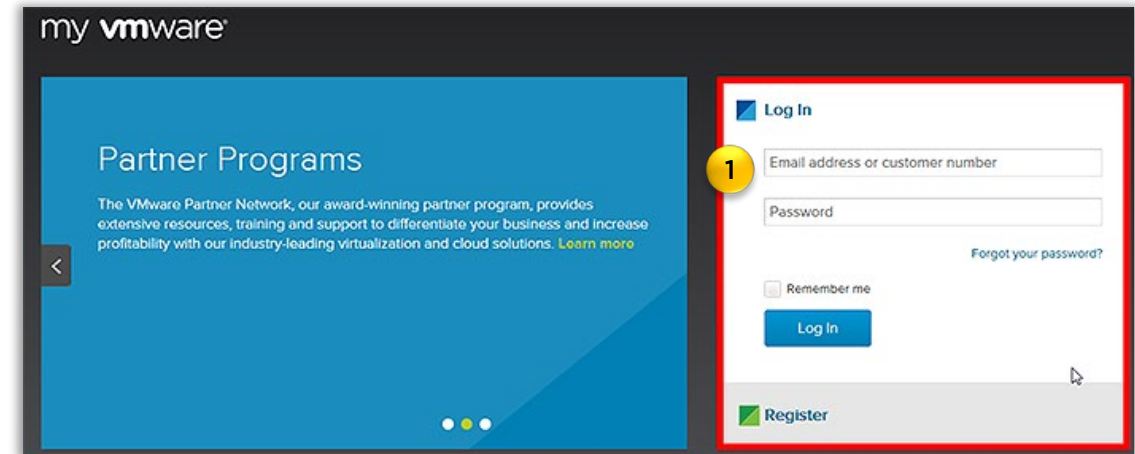 my vmware
Partner Programs
The VMware Partner Network, our award-winning partner program, provides
extensive resources, training and support to differentiate your business and increase
profitability with our industry-leading virtualization and cloud solutions. Learn more
Log In
1
Email address or customer number
Password
Forgot your password?
Remember me
Log In
Register